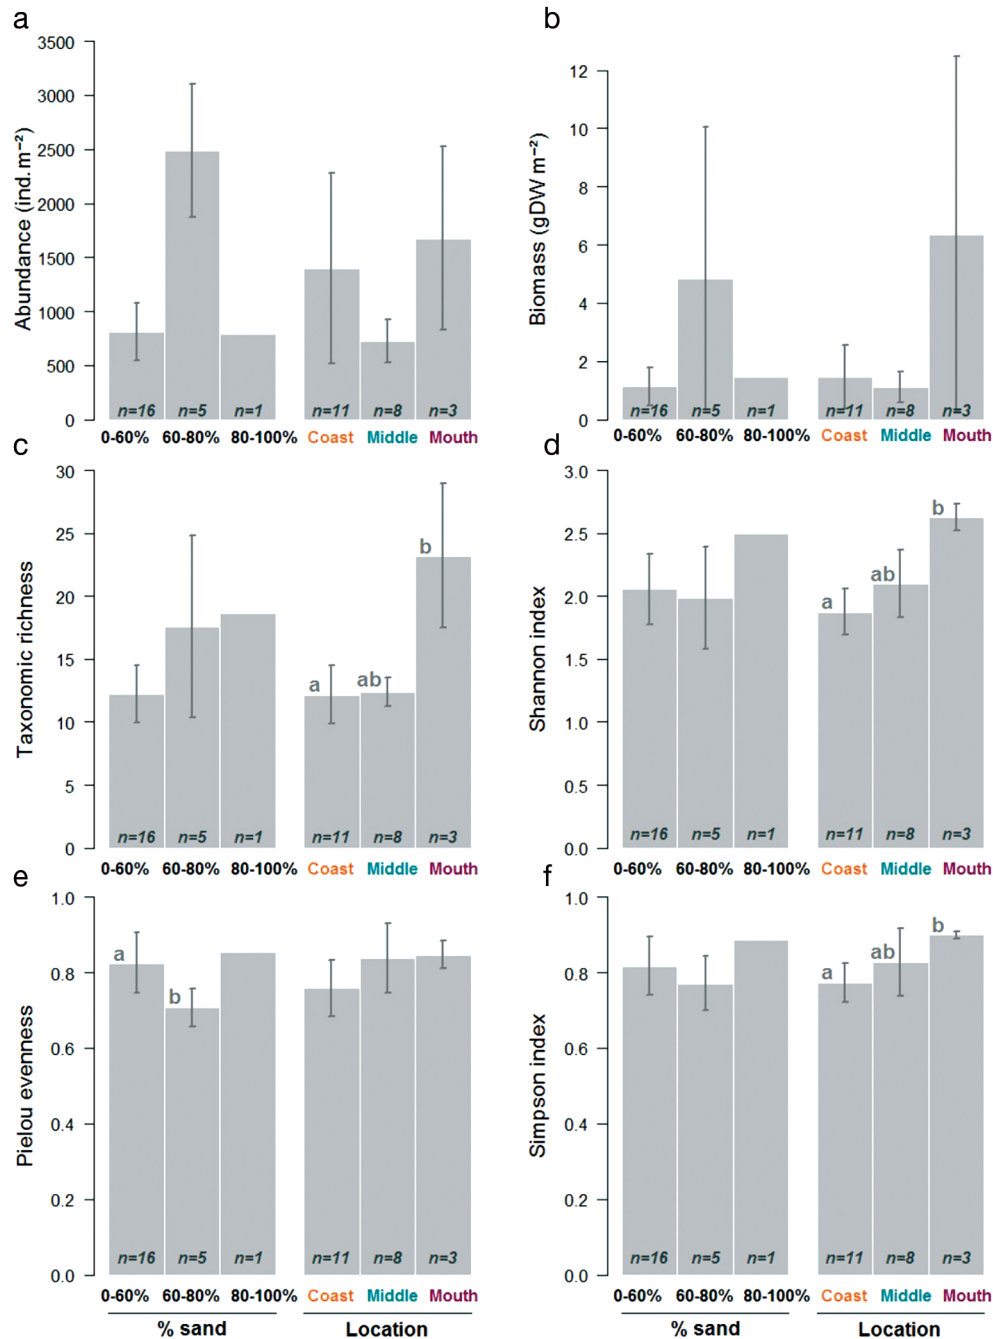 a
Abundance (ind.m⁻²)
3500
3000
2500
2000
1500
1000
500
0
n=16 n=5 n=1 n=11 n=8 n=3
0-60% 60-80% 80-100% Coast Middle Mouth
b
Biomass (gDW m⁻²)
12
10
8
6
4
2
0
n=16 n=5 n=1 n=11 n=8 n=3
0-60% 60-80% 80-100% Coast Middle Mouth
c
Taxonomic richness
30
25
20
15
10
5
0
a ab b
n=16 n=5 n=1 n=11 n=8 n=3
0-60% 60-80% 80-100% Coast Middle Mouth
d
Shannon index
3.0
2.5
2.0
1.5
1.0
0.5
0.0
a ab b
n=16 n=5 n=1 n=11 n=8 n=3
0-60% 60-80% 80-100% Coast Middle Mouth
e
Pielou evenness
1.0
0.8
0.6
0.4
0.2
0.0
a b
n=16 n=5 n=1 n=11 n=8 n=3
0-60% 60-80% 80-100% Coast Middle Mouth
% sand Location
f
Simpson index
1.0
0.8
0.6
0.4
0.2
0.0
a ab b
n=16 n=5 n=1 n=11 n=8 n=3
0-60% 60-80% 80-100% Coast Middle Mouth
% sand Location